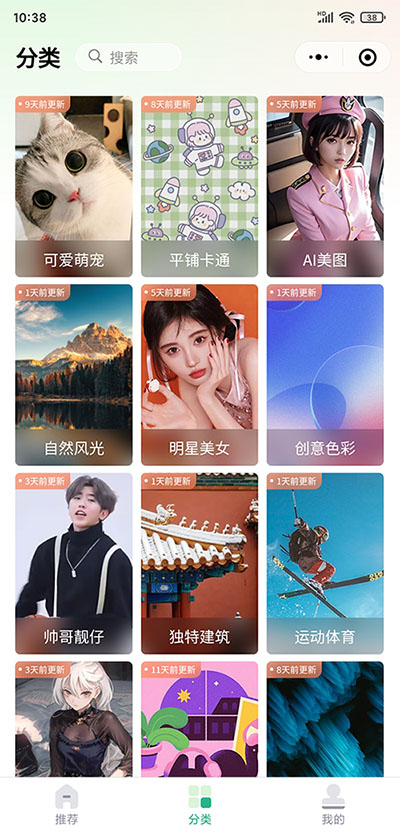 10:38
HD
38
分类
搜索
9天前更新
8天前更新
5天前更新
可爱萌宠
平铺卡通
AI美图
1天前更新
5天前更新
1天前更新
自然风光
明星美女
创意色彩
3天前更新
1天前更新
1天前更新
帅哥靓仔
独特建筑
运动体育
3天前更新
11天前更新
8天前更新
推荐
分类
我的